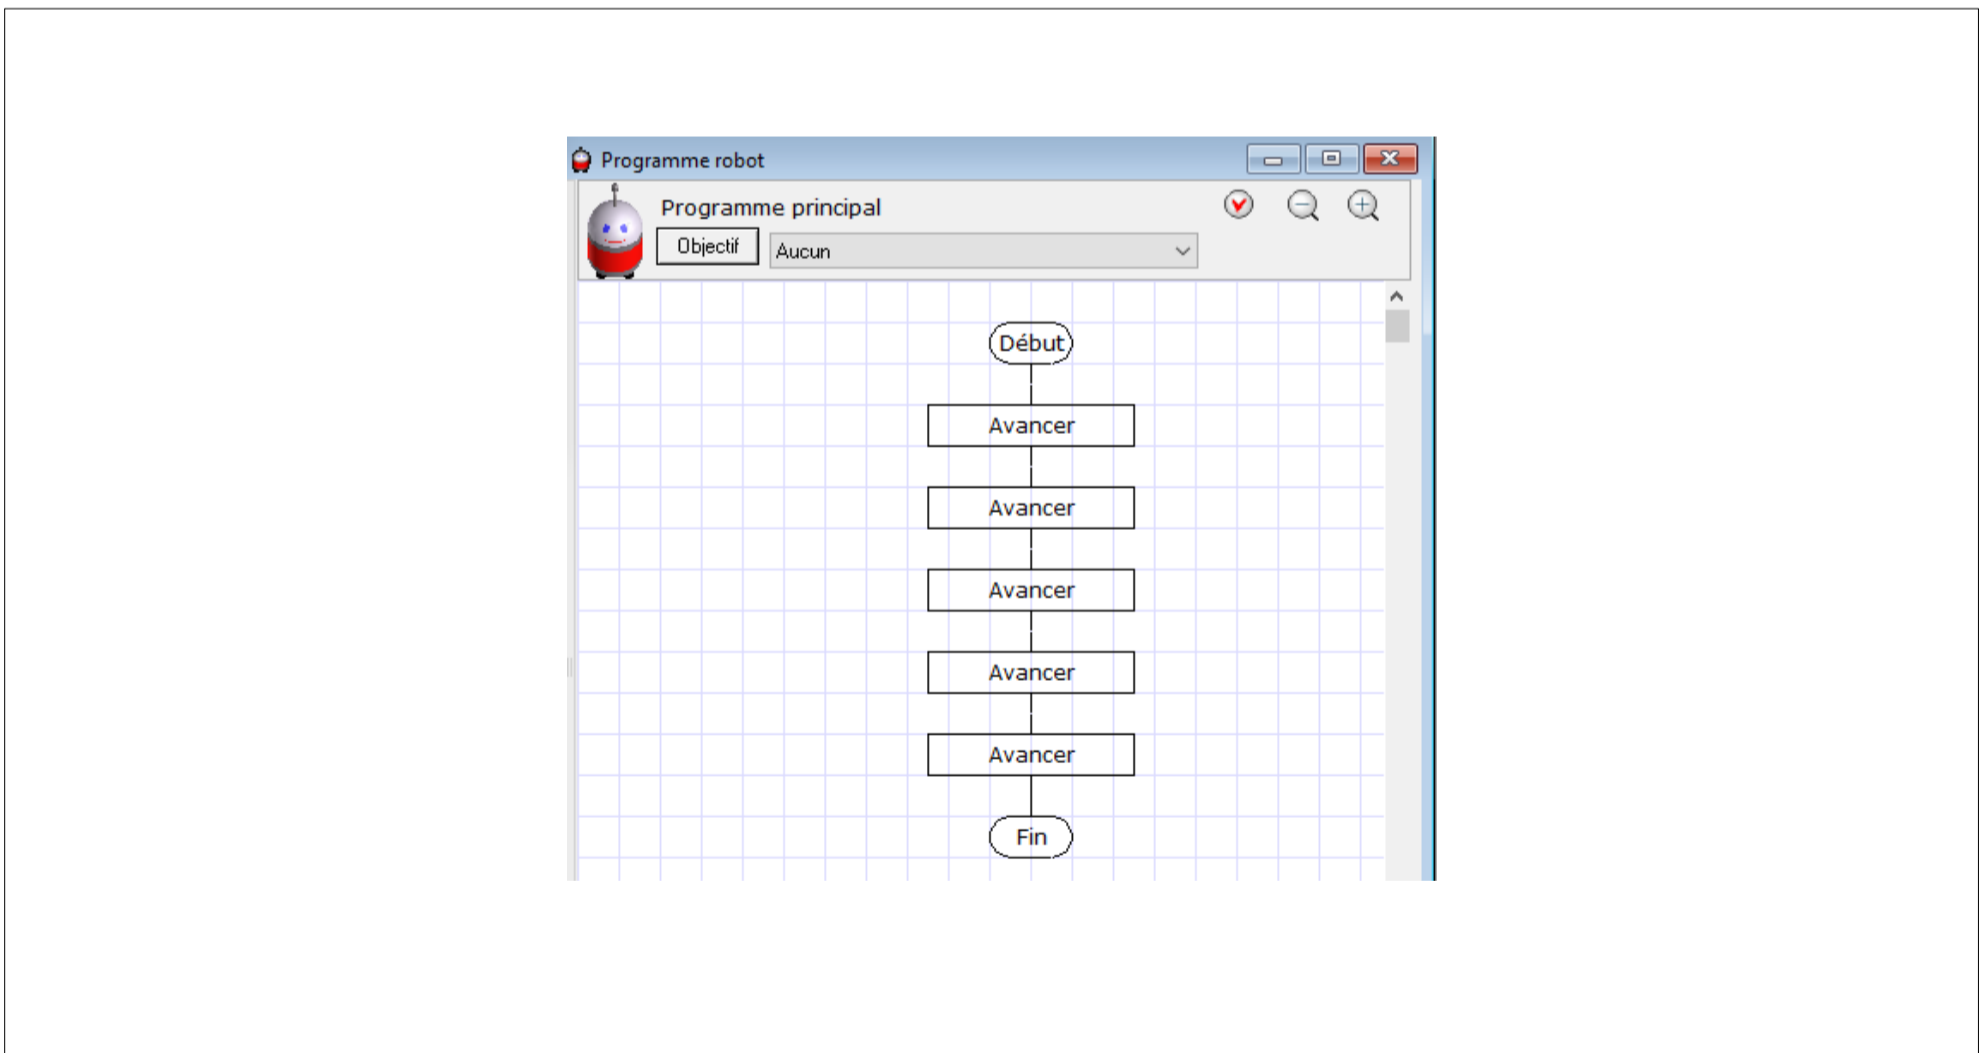 Programme robot
Programme principal
Objectif
Aucun
Début
Avancer
Avancer
Avancer
Avancer
Avancer
Fin